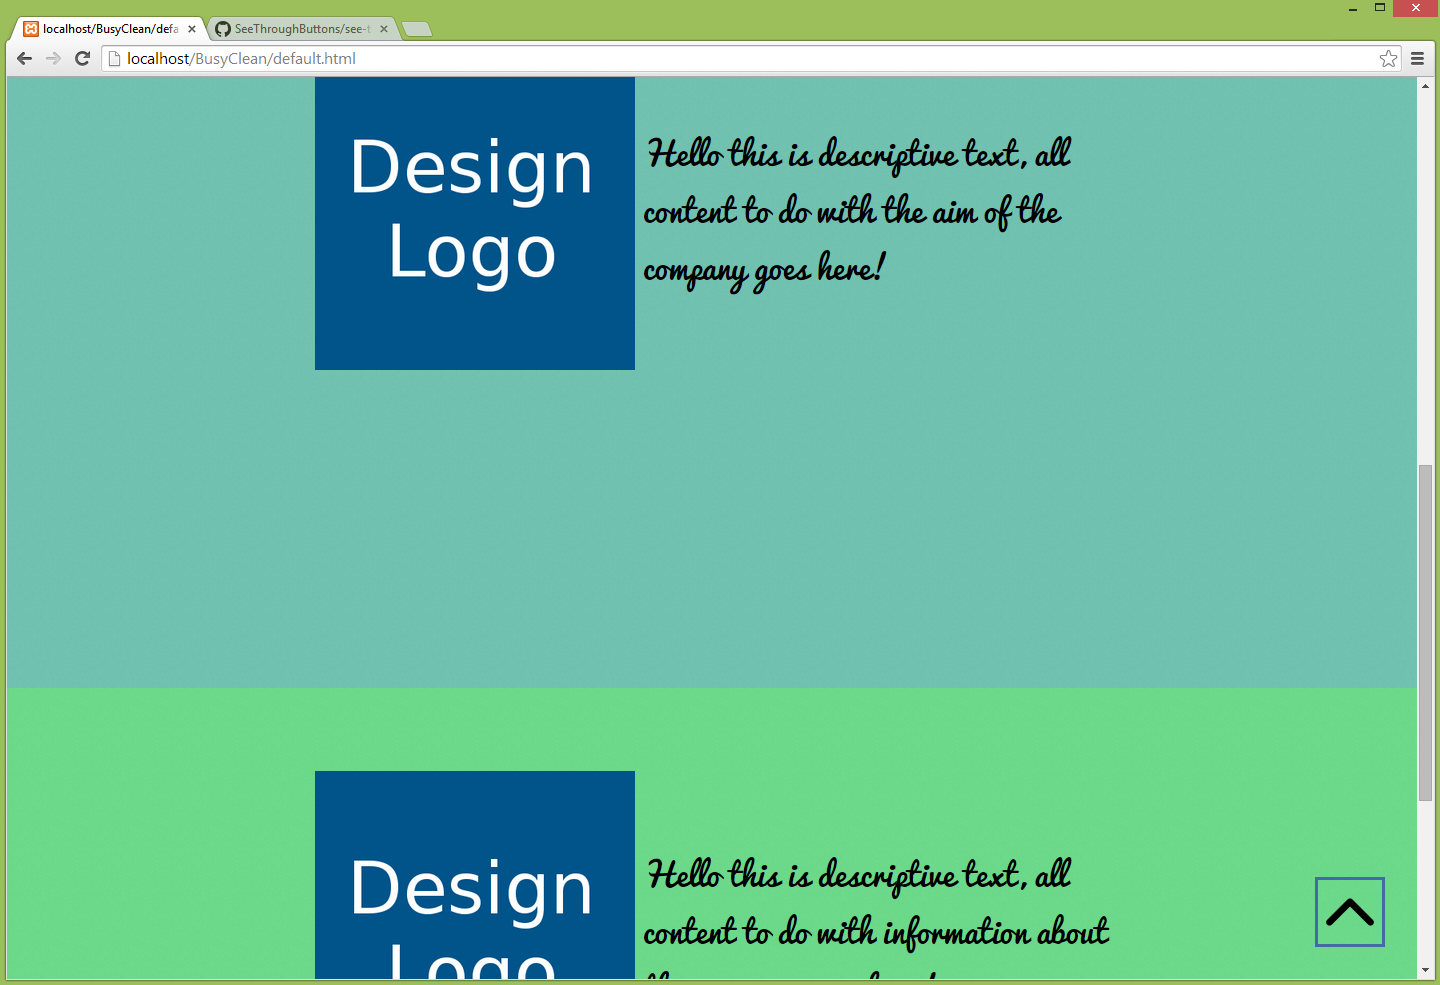 localhost/BusyClean/defa
SeeThroughButtons/see-t
localhost/BusyClean/default.html
Design
Logo
Hello this is descriptive text, all
content to do with the aim of the
company goes here!
Design
Logo
Hello this is descriptive text, all
content to do with information about